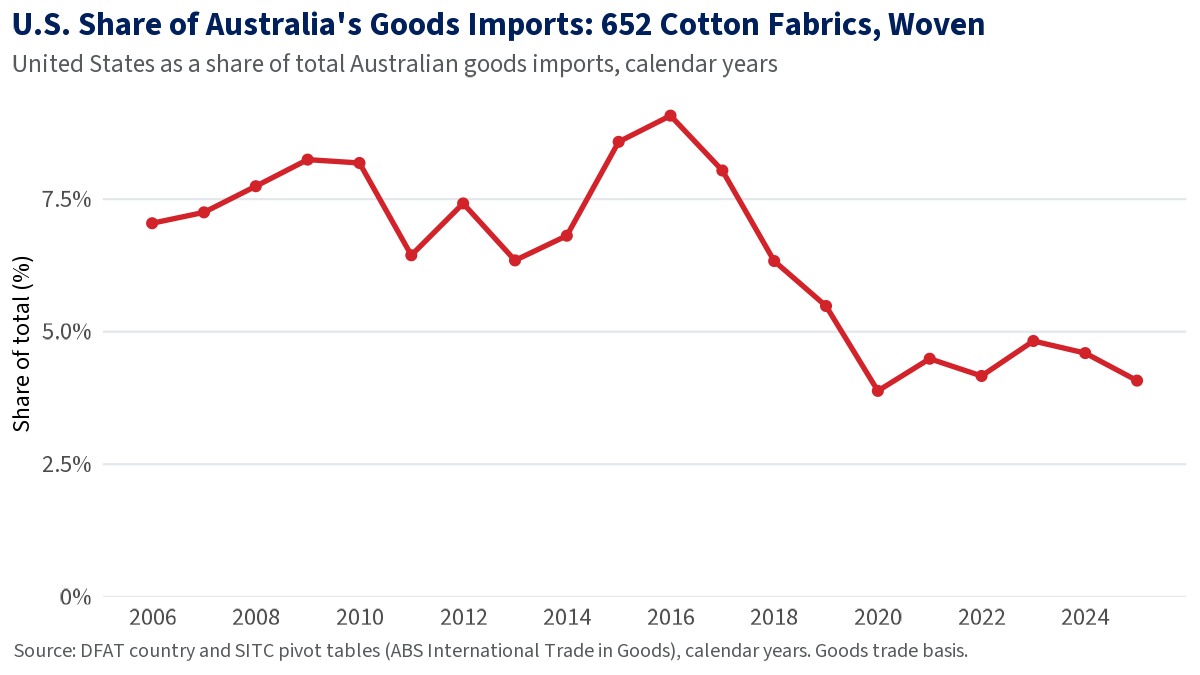 U.S. Share of Australia's Goods Imports: 652 Cotton Fabrics, Woven
United States as a share of total Australian goods imports, calendar years
Share of total (%)
7.5%
5.0%
2.5%
0%
2006 2008 2010 2012 2014 2016 2018 2020 2022 2024
Source: DFAT country and SITC pivot tables (ABS International Trade in Goods), calendar years. Goods trade basis.